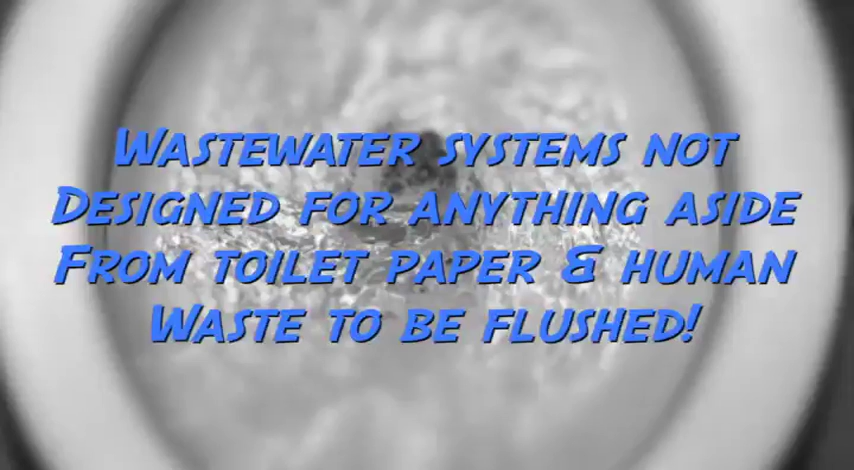 Wastewater systems not
Designed for anything aside
From toilet paper & human
Waste to be flushed!